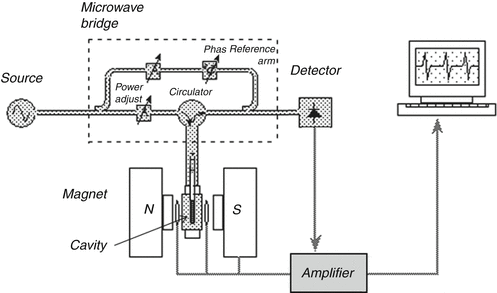 Microwave
bridge
Phas Reference
arm
Source
Power
adjust
Circulator
Detector
Magnet
N
S
Cavity
Amplifier